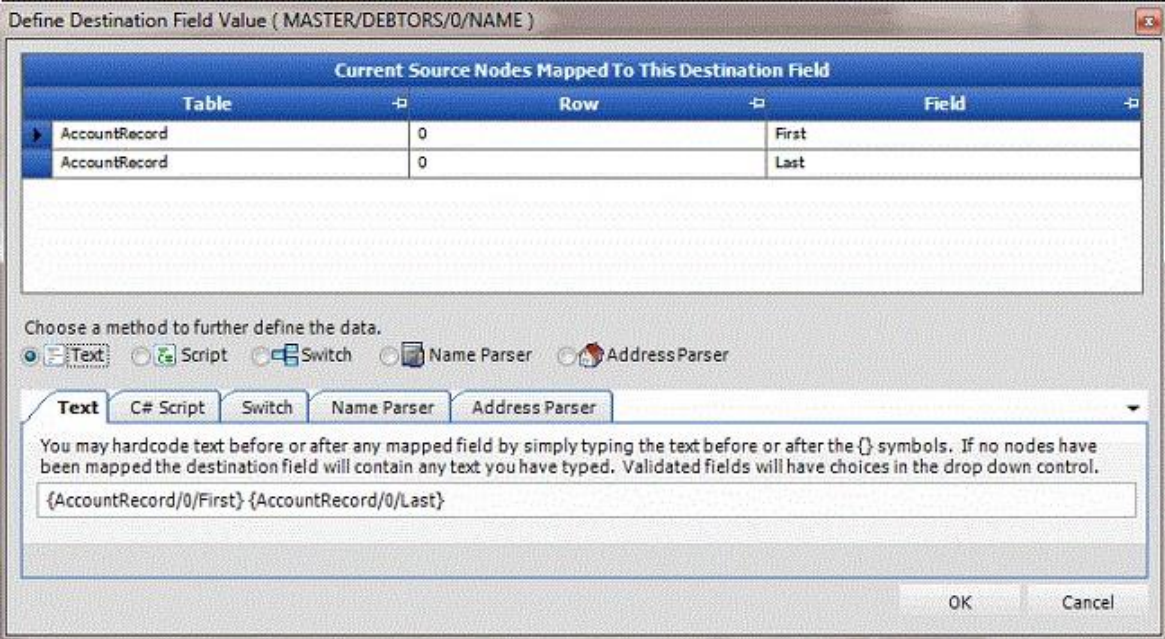 Define Destination Field Value ( MASTER/DEBTORS/0/NAME )
Current Source Nodes Mapped To This Destination Field
Table Row Field
AccountRecord 0 First
AccountRecord 0 Last
Choose a method to further define the data.
Text Script Switch Name Parser Address Parser
Text C# Script Switch Name Parser Address Parser
You may hardcode text before or after any mapped field by simply typing the text before or after the {} symbols. If no nodes have
been mapped the destination field will contain any text you have typed. Validated fields will have choices in the drop down control.
{AccountRecord/0/First} {AccountRecord/0/Last}
OK Cancel